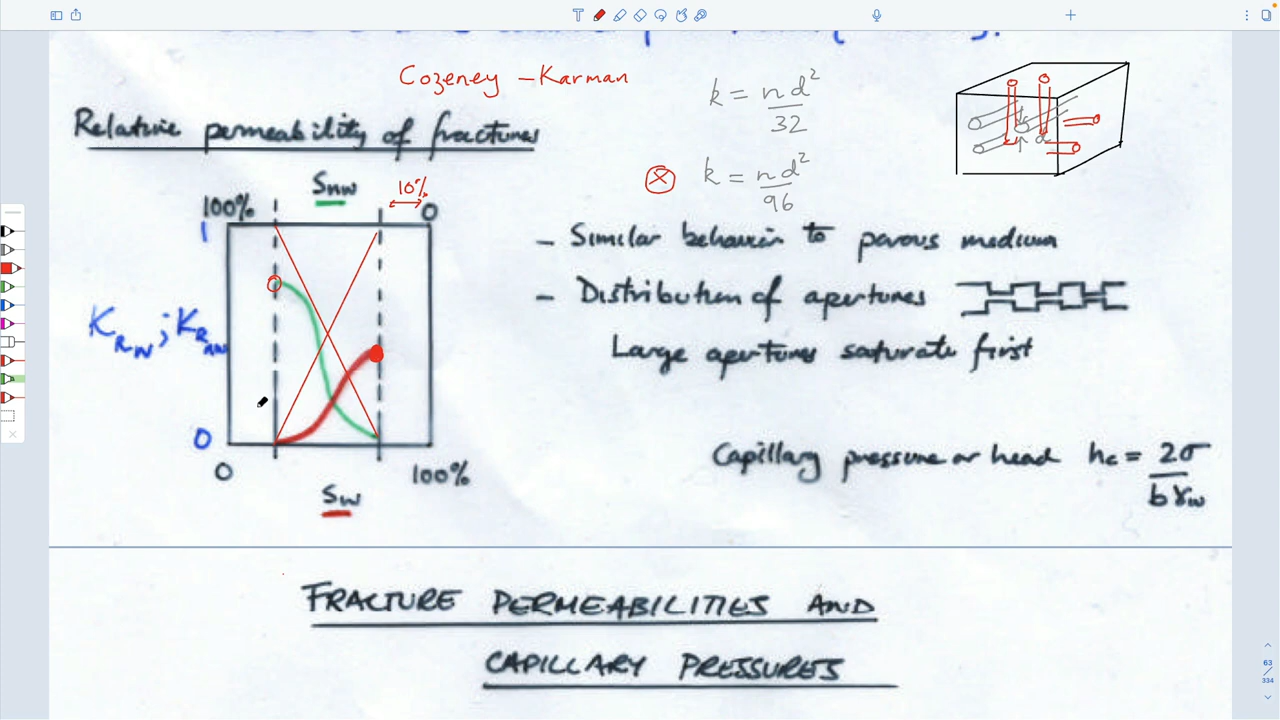 Cozeney - Karman
k = nd²/32
Relative permeability of fractures
k = nd²/96
Snw
10%
100%
0
1
- Similar behavior to porous medium
- Distribution of apertures
KRW ; KRnw
Large apertures saturate first
0
Capillary pressure or head hc = 2σ/bγw
0
100%
Sw
FRACTURE PERMEABILITIES AND
CAPILLARY PRESSURES
63
334